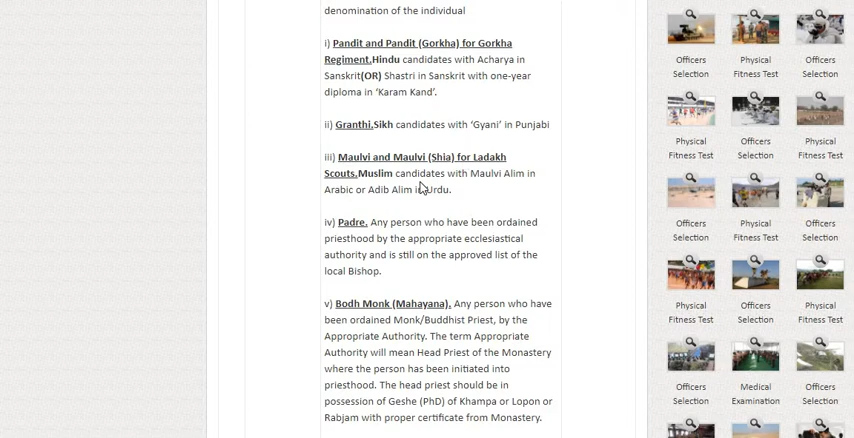 denomination of the individual
i) Pandit and Pandit (Gorkha) for Gorkha
Regiment.Hindu candidates with Acharya in
Sanskrit(OR) Shastri in Sanskrit with one-year
diploma in ‘Karam Kand’.
ii) Granthi.Sikh candidates with ‘Gyani’ in Punjabi
iii) Maulvi and Maulvi (Shia) for Ladakh
Scouts.Muslim candidates with Maulvi Alim in
Arabic or Adib Alim in Urdu.
iv) Padre. Any person who have been ordained
priesthood by the appropriate ecclesiastical
authority and is still on the approved list of the
local Bishop.
v) Bodh Monk (Mahayana). Any person who have
been ordained Monk/Buddhist Priest, by the
Appropriate Authority. The term Appropriate
Authority will mean Head Priest of the Monastery
where the person has been initiated into
priesthood. The head priest should be in
possession of Geshe (PhD) of Khampa or Lopon or
Rabjam with proper certificate from Monastery.
Officers Physical Officers
Selection Fitness Test Selection
Physical Officers Physical
Fitness Test Selection Fitness Test
Officers Physical Officers
Selection Fitness Test Selection
Physical Officers Physical
Fitness Test Selection Fitness Test
Officers Medical Officers
Selection Examination Selection